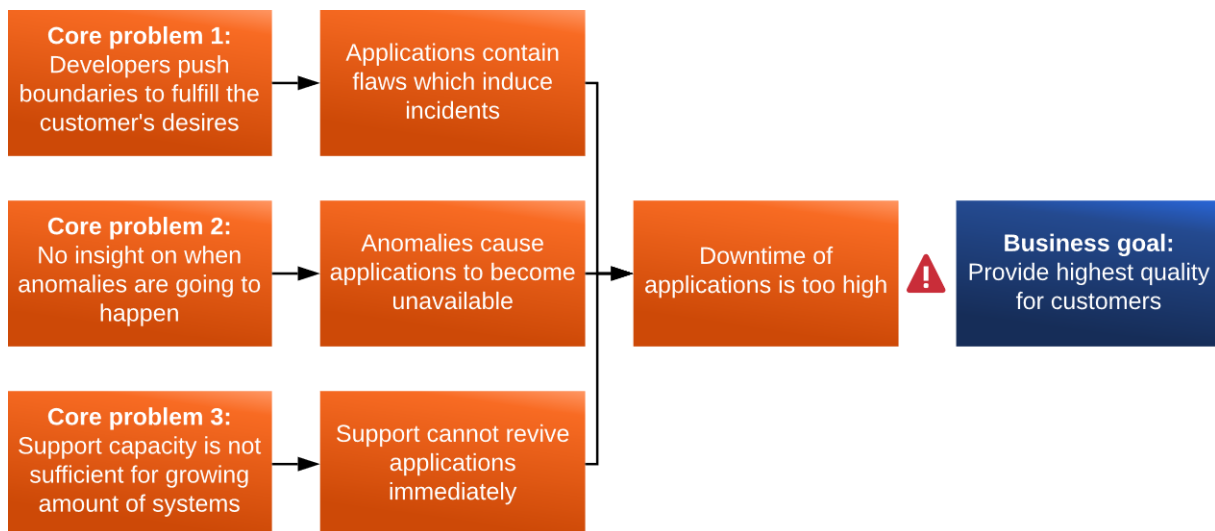 Core problem 1:
Developers push
boundaries to fulfill the
customer's desires
Applications contain
flaws which induce
incidents
Core problem 2:
No insight on when
anomalies are going to
happen
Anomalies cause
applications to become
unavailable
Downtime of
applications is too high
Business goal:
Provide highest quality
for customers
Core problem 3:
Support capacity is not
sufficient for growing
amount of systems
Support cannot revive
applications
immediately